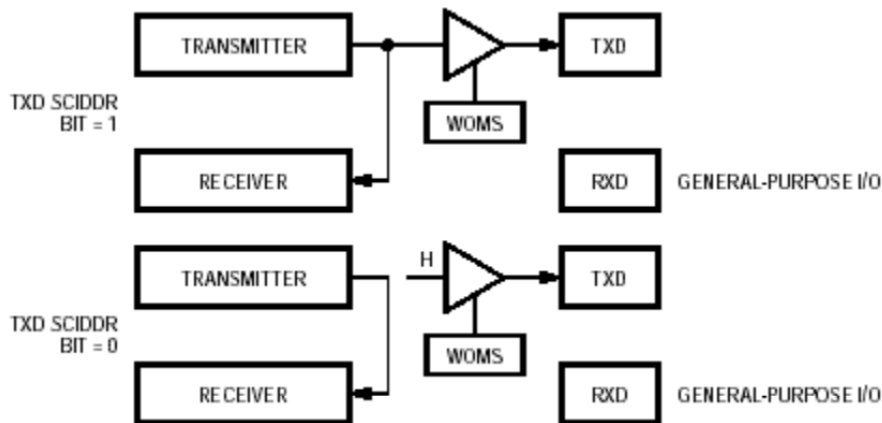 TRANSMITTER
TXD
TXD SCIDDR
BIT = 1
WOMS
RECEIVER
RXD
GENERAL-PURPOSE I/O
TRANSMITTER
H
TXD
TXD SCIDDR
BIT = 0
WOMS
RECEIVER
RXD
GENERAL-PURPOSE I/O